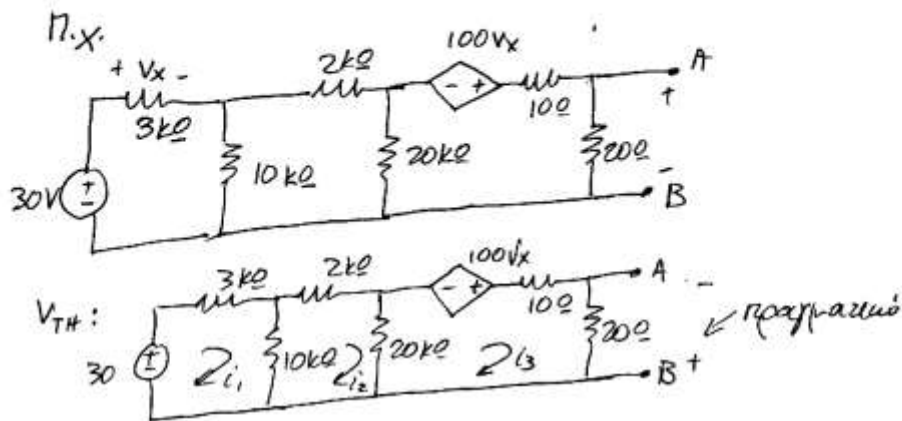 Π.χ.
+ Vx -
3kΩ
2kΩ
100Vx
- +
10Ω
A
+
30V
+
-
10kΩ
20kΩ
20Ω
-
B
VTH:
3kΩ
2kΩ
100Vx
- +
10Ω
A
-
30
+
-
i1
10kΩ
i2
20kΩ
i3
20Ω
B +